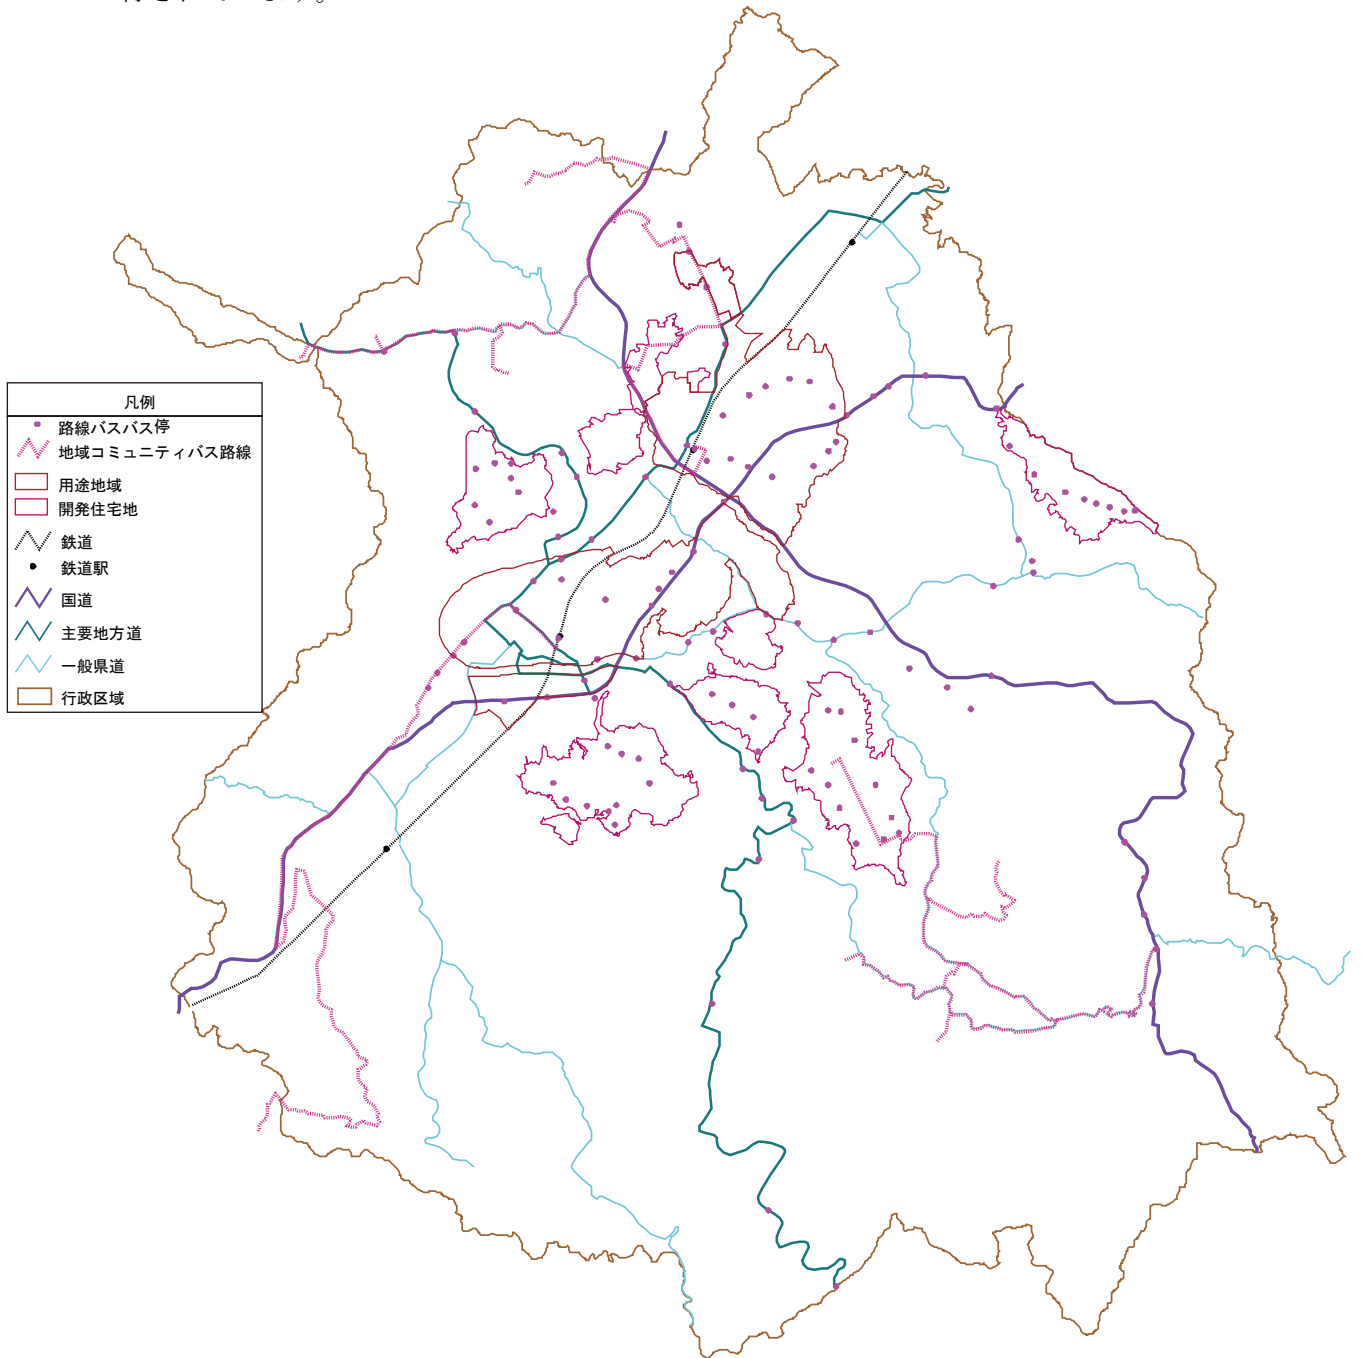 凡例
路線バスバス停
地域コミュニティバス路線
用途地域
開発住宅地
鉄道
鉄道駅
国道
主要地方道
一般県道
行政区域